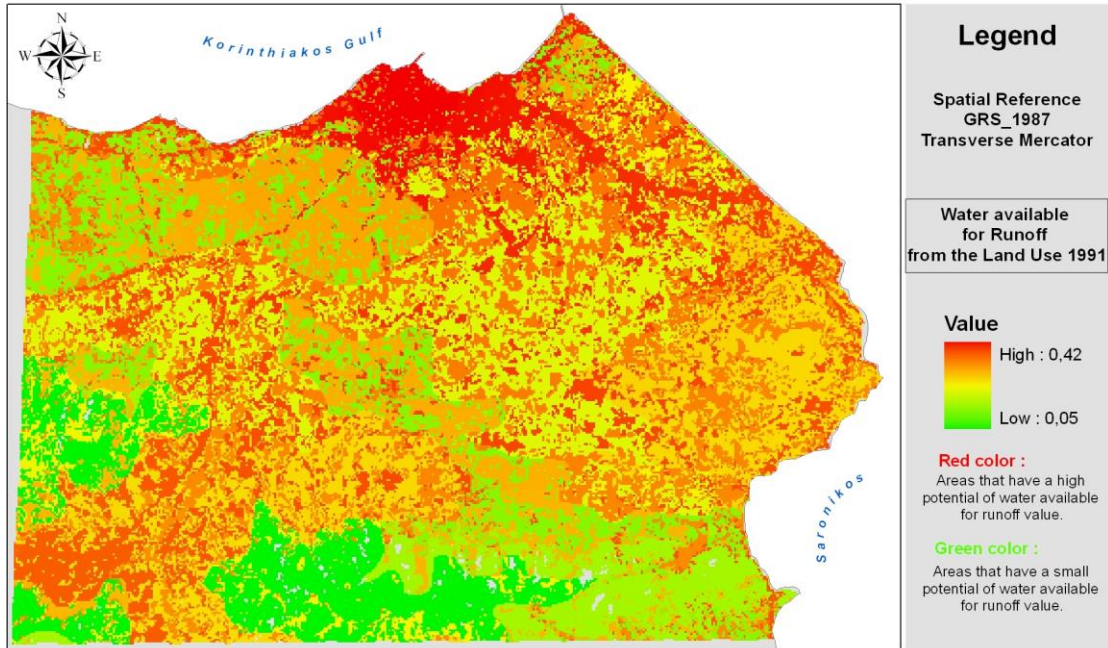 N
W E
S
Korinthiakos Gulf
Saronikos
Legend
Spatial Reference
GRS_1987
Transverse Mercator
Water available
for Runoff
from the Land Use 1991
Value
High : 0,42
Low : 0,05
Red color :
Areas that have a high
potential of water available
for runoff value.
Green color :
Areas that have a small
potential of water available
for runoff value.